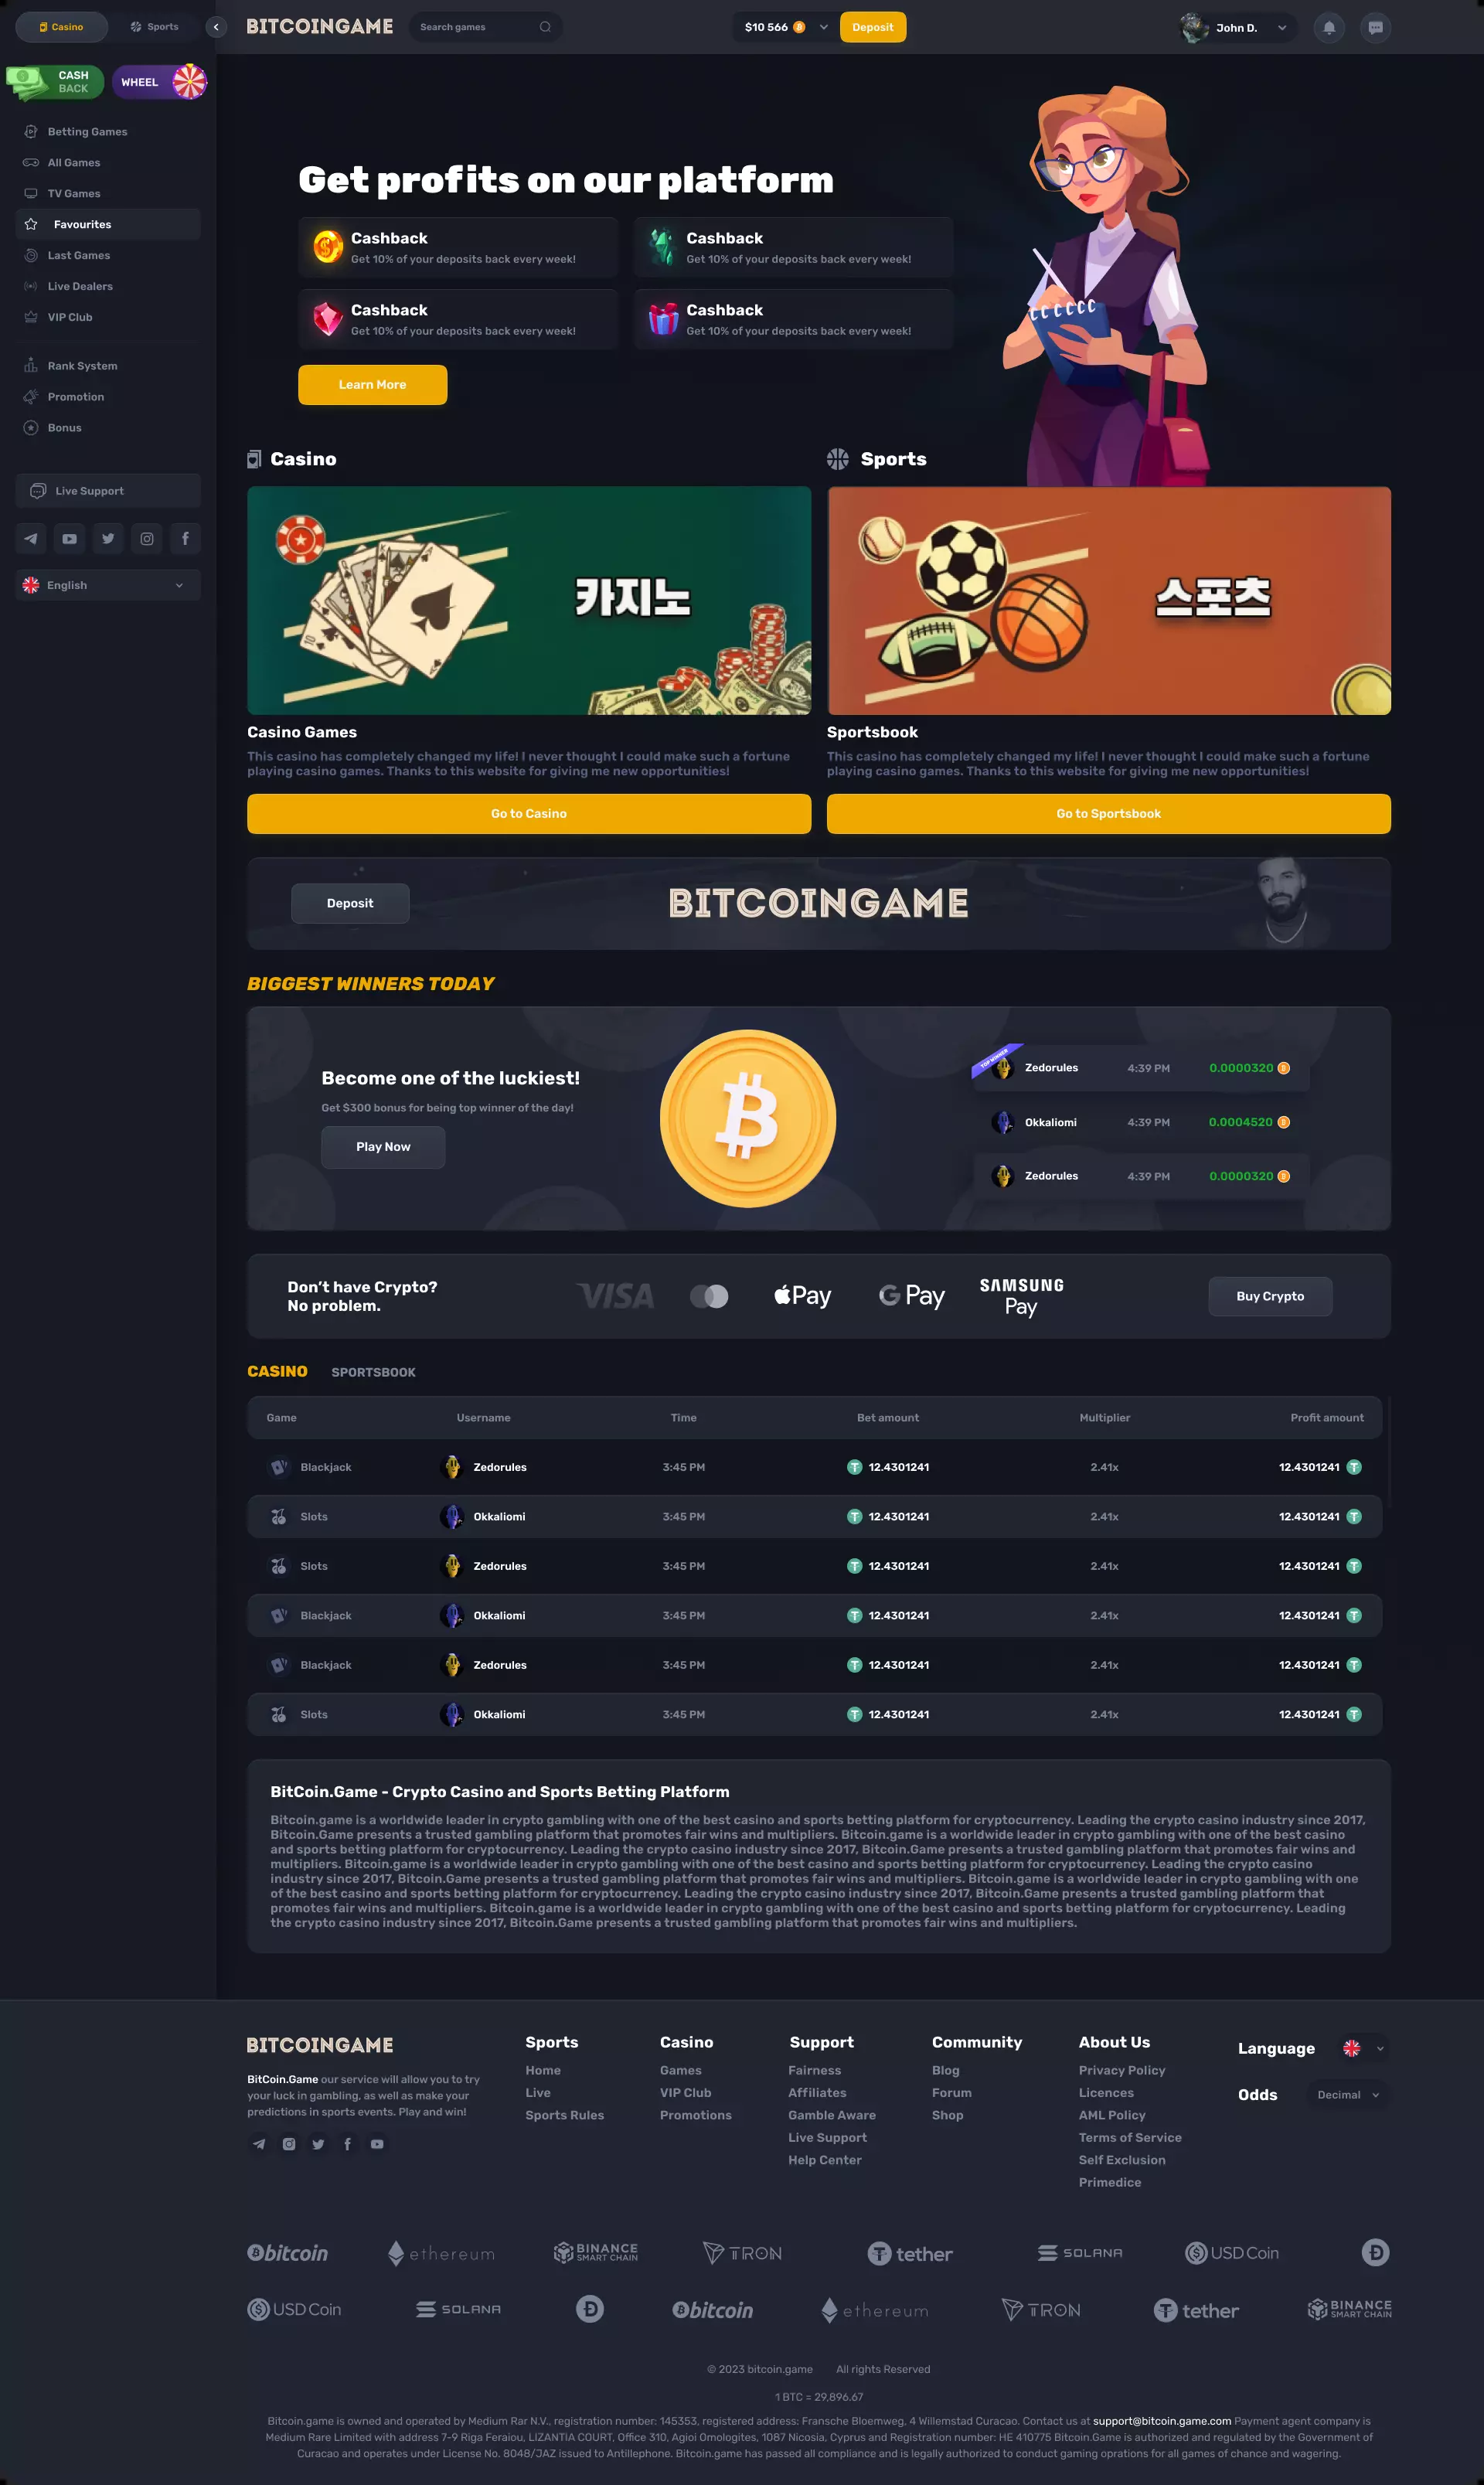 Casino
Sports
BITCOINGAME
Search games
$10 566
Deposit
John D.
CASH
BACK
WHEEL
Betting Games
All Games
TV Games
Favourites
Last Games
Live Dealers
VIP Club
Rank System
Promotion
Bonus
Live Support
English
Get profits on our platform
Cashback
Get 10% of your deposits back every week!
Cashback
Get 10% of your deposits back every week!
Cashback
Get 10% of your deposits back every week!
Cashback
Get 10% of your deposits back every week!
Learn More
Casino
카지노
Casino Games
This casino has completely changed my life! I never thought I could make such a fortune
playing casino games. Thanks to this website for giving me new opportunities!
Go to Casino
Sports
스포츠
Sportsbook
This casino has completely changed my life! I never thought I could make such a fortune
playing casino games. Thanks to this website for giving me new opportunities!
Go to Sportsbook
Deposit
BITCOINGAME
BIGGEST WINNERS TODAY
Become one of the luckiest!
Get $300 bonus for being top winner of the day!
Play Now
TOP WINNER
Zedorules 4:39 PM 0.0000320
Okkaliomi 4:39 PM 0.0004520
Zedorules 4:39 PM 0.0000320
Don't have Crypto?
No problem.
VISA
Pay
G Pay
SAMSUNG
Pay
Buy Crypto
CASINO SPORTSBOOK
Game Username Time Bet amount Multiplier Profit amount
Blackjack Zedorules 3:45 PM 12.4301241 2.41x 12.4301241
Slots Okkaliomi 3:45 PM 12.4301241 2.41x 12.4301241
Slots Zedorules 3:45 PM 12.4301241 2.41x 12.4301241
Blackjack Okkaliomi 3:45 PM 12.4301241 2.41x 12.4301241
Blackjack Zedorules 3:45 PM 12.4301241 2.41x 12.4301241
Slots Okkaliomi 3:45 PM 12.4301241 2.41x 12.4301241
BitCoin.Game - Crypto Casino and Sports Betting Platform
Bitcoin.game is a worldwide leader in crypto gambling with one of the best casino and sports betting platform for cryptocurrency. Leading the crypto casino industry since 2017,
Bitcoin.Game presents a trusted gambling platform that promotes fair wins and multipliers. Bitcoin.game is a worldwide leader in crypto gambling with one of the best casino
and sports betting platform for cryptocurrency. Leading the crypto casino industry since 2017, Bitcoin.Game presents a trusted gambling platform that promotes fair wins and
multipliers. Bitcoin.game is a worldwide leader in crypto gambling with one of the best casino and sports betting platform for cryptocurrency. Leading the crypto casino
industry since 2017, Bitcoin.Game presents a trusted gambling platform that promotes fair wins and multipliers. Bitcoin.game is a worldwide leader in crypto gambling with one
of the best casino and sports betting platform for cryptocurrency. Leading the crypto casino industry since 2017, Bitcoin.Game presents a trusted gambling platform that
promotes fair wins and multipliers. Bitcoin.game is a worldwide leader in crypto gambling with one of the best casino and sports betting platform for cryptocurrency. Leading
the crypto casino industry since 2017, Bitcoin.Game presents a trusted gambling platform that promotes fair wins and multipliers.
BITCOINGAME
BitCoin.Game our service will allow you to try
your luck in gambling, as well as make your
predictions in sports events. Play and win!
Sports
Home
Live
Sports Rules
Casino
Games
VIP Club
Promotions
Support
Fairness
Affiliates
Gamble Aware
Live Support
Help Center
Community
Blog
Forum
Shop
About Us
Privacy Policy
Licences
AML Policy
Terms of Service
Self Exclusion
Primedice
Language
Odds
Decimal
bitcoin
ethereum
BINANCE
SMART CHAIN
TRON
tether
SOLANA
USD Coin
USD Coin
SOLANA
bitcoin
ethereum
TRON
tether
BINANCE
SMART CHAIN
© 2023 bitcoin.game All rights Reserved
1 BTC = 29,896.67
Bitcoin.game is owned and operated by Medium Rar N.V., registration number: 145353, registered address: Fransche Bloemweg, 4 Willemstad Curacao. Contact us at support@bitcoin.game.com Payment agent company is
Medium Rare Limited with address 7-9 Riga Feraiou, LIZANTIA COURT, Office 310, Agioi Omologites, 1087 Nicosia, Cyprus and Registration number: HE 410775 Bitcoin.Game is authorized and regulated by the Government of
Curacao and operates under License No. 8048/JAZ issued to Antillephone. Bitcoin.game has passed all compliance and is legally authorized to conduct gaming oprations for all games of chance and wagering.